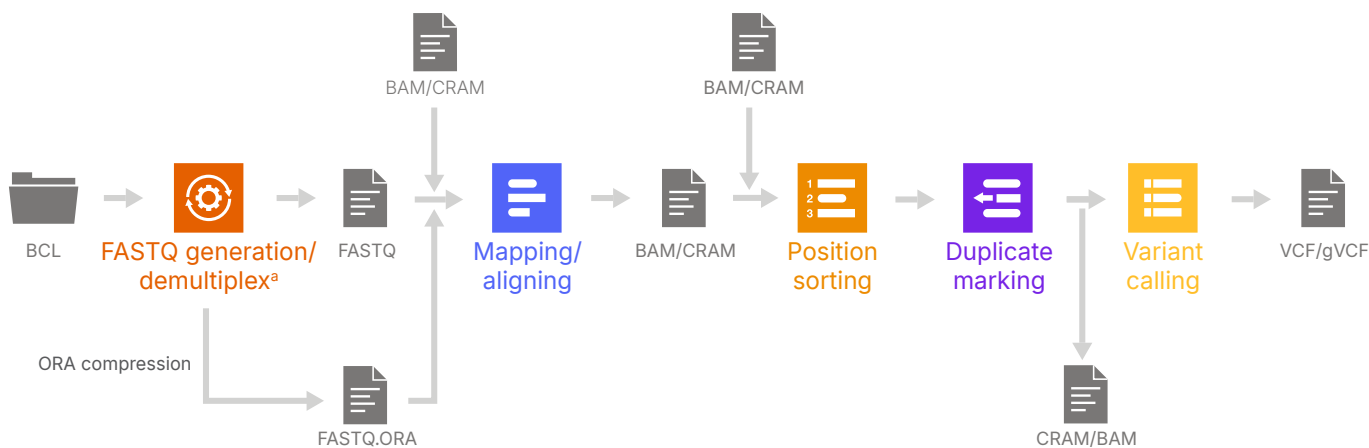 BAM/CRAM
BAM/CRAM
1
2
3
BCL
FASTQ generation/
demultiplexᵃ
FASTQ
Mapping/
aligning
BAM/CRAM
Position
sorting
Duplicate
marking
Variant
calling
VCF/gVCF
ORA compression
FASTQ.ORA
CRAM/BAM